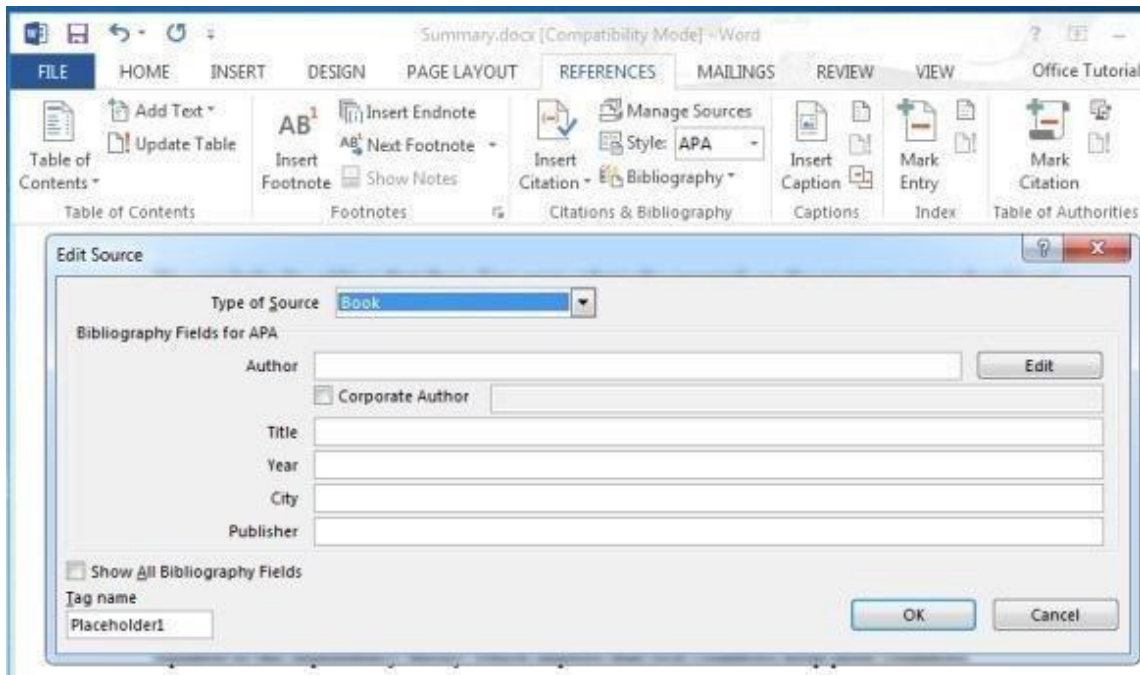 Summary.docx [Compatibility Mode] - Word
FILE HOME INSERT DESIGN PAGE LAYOUT REFERENCES MAILINGS REVIEW VIEW Office Tutorial
Table of Contents
Add Text
Update Table
Table of Contents
AB¹ Insert Footnote
Insert Endnote
AB¹ Next Footnote
Show Notes
Footnotes
Insert Citation
Manage Sources
Style: APA
Bibliography
Citations & Bibliography
Insert Caption
Captions
Mark Entry
Index
Mark Citation
Table of Authorities
Edit Source
Type of Source Book
Bibliography Fields for APA
Author Edit
Corporate Author
Title
Year
City
Publisher
Show All Bibliography Fields
Tag name
Placeholder1
OK Cancel